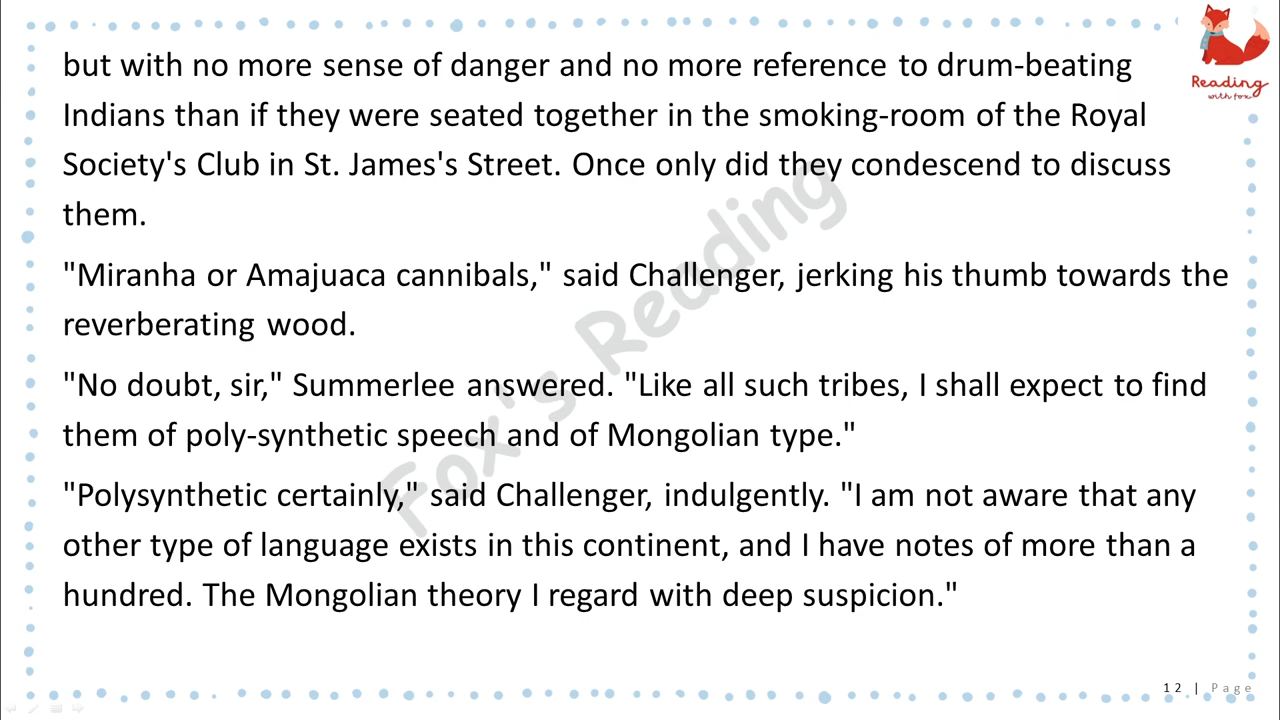 Reading
with fox
but with no more sense of danger and no more reference to drum-beating
Indians than if they were seated together in the smoking-room of the Royal
Society's Club in St. James's Street. Once only did they condescend to discuss
them.
"Miranha or Amajuaca cannibals," said Challenger, jerking his thumb towards the
reverberating wood.
"No doubt, sir," Summerlee answered. "Like all such tribes, I shall expect to find
them of poly-synthetic speech and of Mongolian type."
"Polysynthetic certainly," said Challenger, indulgently. "I am not aware that any
other type of language exists in this continent, and I have notes of more than a
hundred. The Mongolian theory I regard with deep suspicion."
Fox's Reading
12 | Page